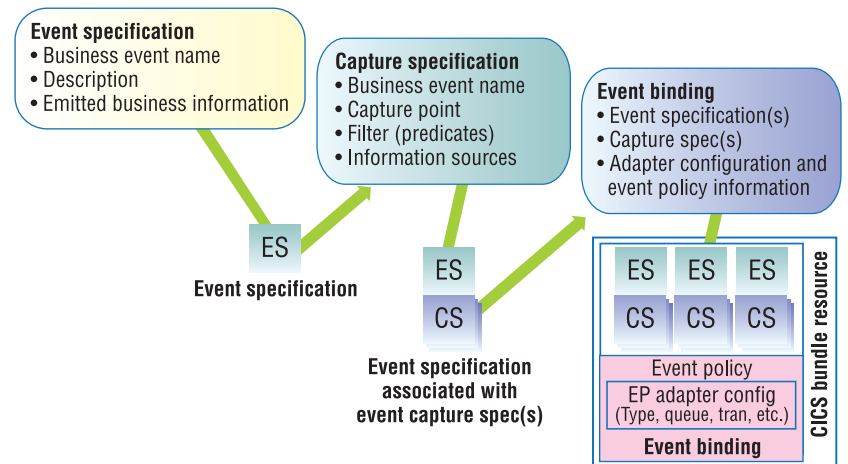 Event specification
• Business event name
• Description
• Emitted business information
Capture specification
• Business event name
• Capture point
• Filter (predicates)
• Information sources
Event binding
• Event specification(s)
• Capture spec(s)
• Adapter configuration and
event policy information
ES
Event specification
ES
CS
Event specification
associated with
event capture spec(s)
ES ES ES
CS CS CS
Event policy
EP adapter config
(Type, queue, tran, etc.)
Event binding
CICS bundle resource